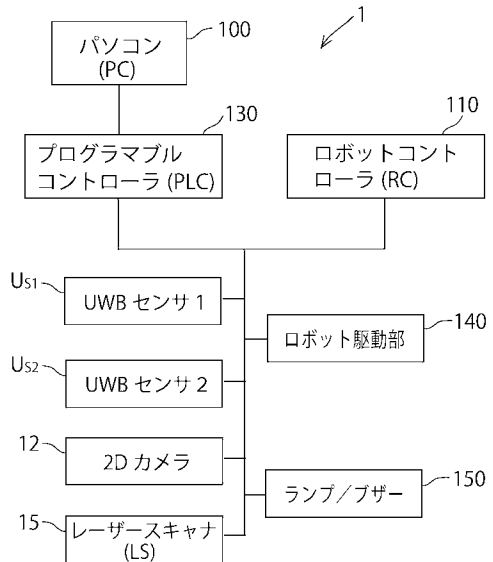 1
100
パソコン
(PC)
130
プログラマブル
コントローラ (PLC)
110
ロボットコント
ローラ (RC)
US1
UWB センサ 1
140
ロボット駆動部
US2
UWB センサ 2
12
2D カメラ
150
ランプ／ブザー
15
レーザースキャナ
(LS)